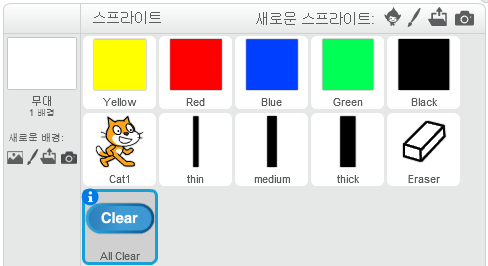 스프라이트
새로운 스프라이트:
무대
1 배경
새로운 배경:
Yellow
Red
Blue
Green
Black
Cat1
thin
medium
thick
Eraser
Clear
All Clear